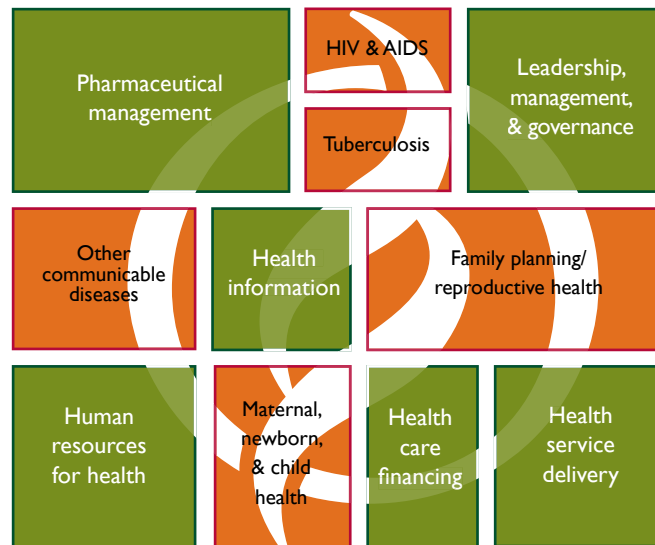 Pharmaceutical
management
HIV & AIDS
Tuberculosis
Leadership,
management,
& governance
Other
communicable
diseases
Health
information
Family planning/
reproductive health
Human
resources
for health
Maternal,
newborn,
& child
health
Health
care
financing
Health
service
delivery